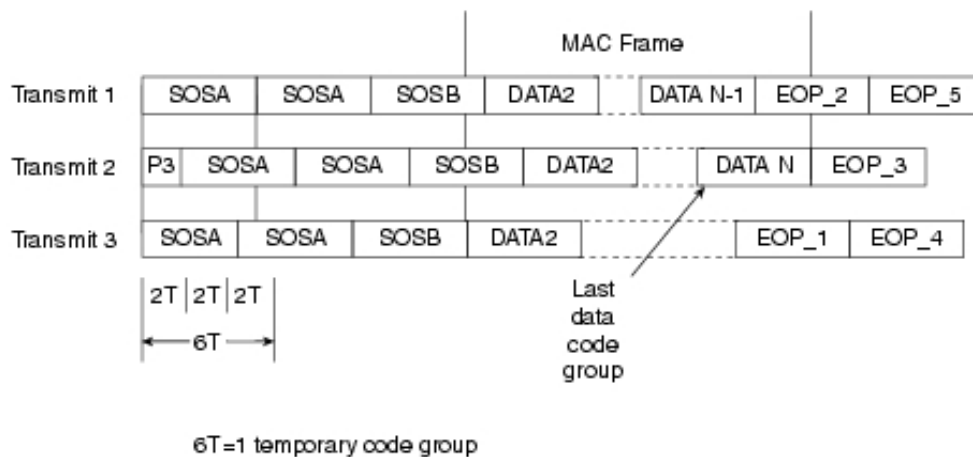 MAC Frame
Transmit 1 SOSA SOSA SOSB DATA2 DATA N-1 EOP_2 EOP_5
Transmit 2 P3 SOSA SOSA SOSB DATA2 DATA N EOP_3
Transmit 3 SOSA SOSA SOSB DATA2 EOP_1 EOP_4
2T 2T 2T
6T
Last
data
code
group
6T=1 temporary code group